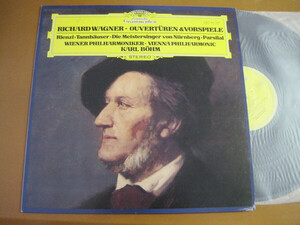 RICHARD WAGNER · OUVERTÜREN & VORSPIELE
Rienzi · Tannhäuser · Die Meistersinger von Nürnberg · Parsifal
WIENER PHILHARMONIKER · VIENNA PHILHARMONIC
KARL BÖHM
STEREO